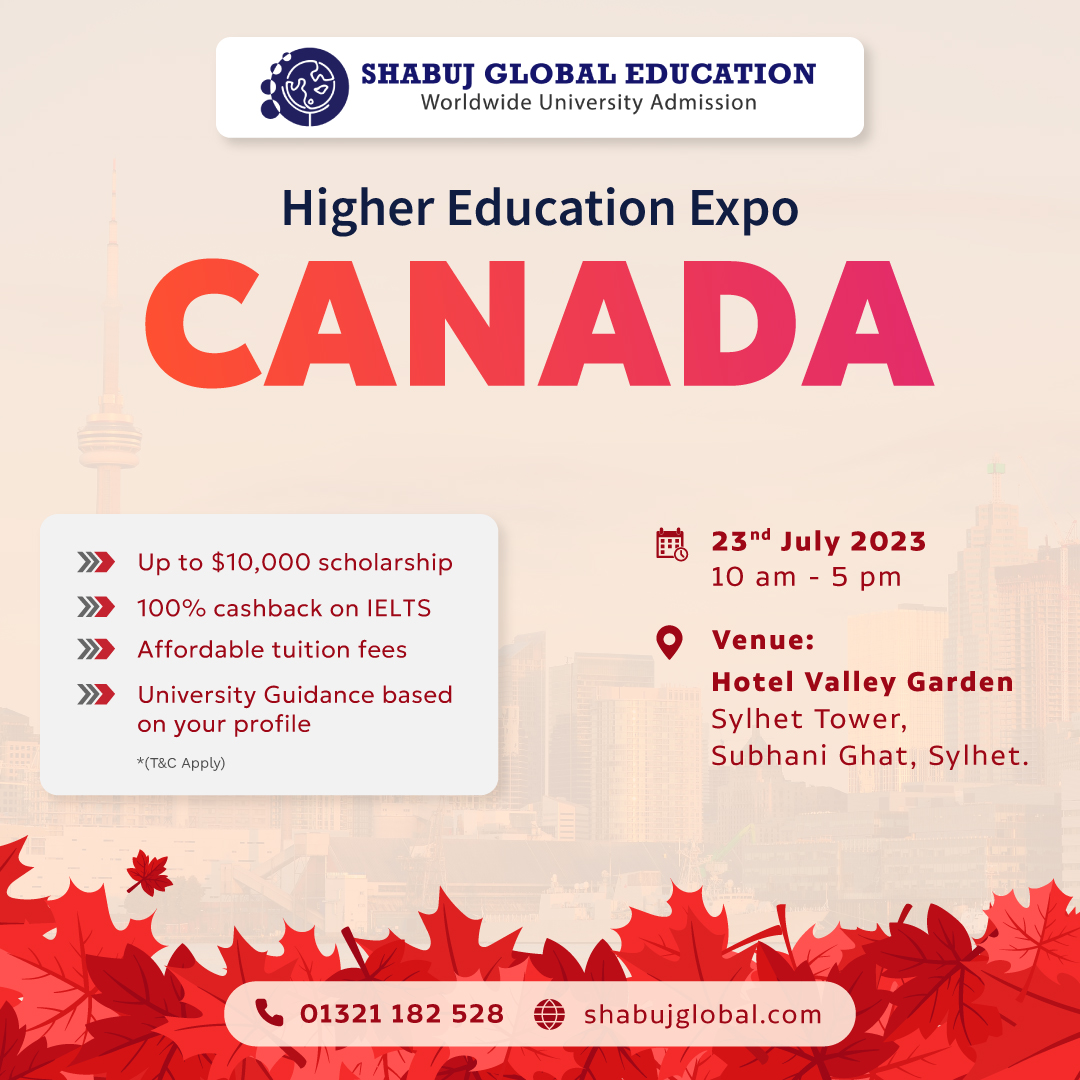 SHABUJ GLOBAL EDUCATION
Worldwide University Admission
Higher Education Expo
CANADA
Up to $10,000 scholarship
100% cashback on IELTS
Affordable tuition fees
University Guidance based
on your profile
*(T&C Apply)
23nd July 2023
10 am - 5 pm
Venue:
Hotel Valley Garden
Sylhet Tower,
Subhani Ghat, Sylhet.
01321 182 528
shabujglobal.com